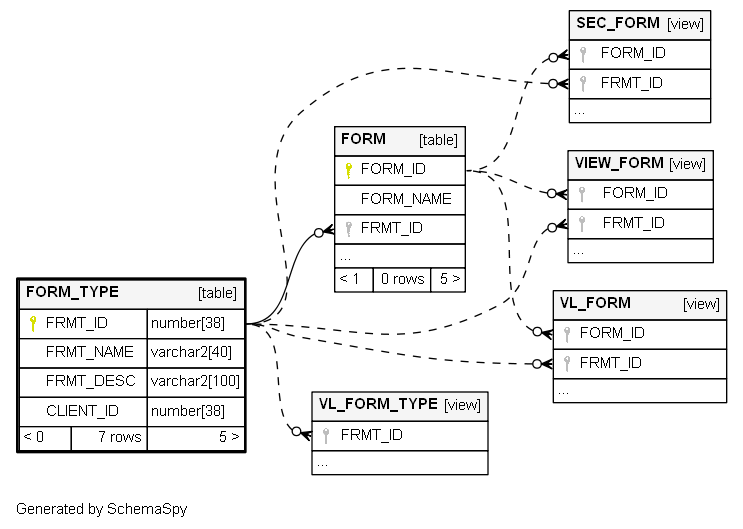 SEC_FORM [view]
FORM_ID
FRMT_ID
...
FORM [table]
FORM_ID
FORM_NAME
FRMT_ID
...
< 1 0 rows 5 >
VIEW_FORM [view]
FORM_ID
FRMT_ID
...
FORM_TYPE [table]
FRMT_ID number[38]
FRMT_NAME varchar2[40]
FRMT_DESC varchar2[100]
CLIENT_ID number[38]
< 0 7 rows 5 >
VL_FORM [view]
FORM_ID
FRMT_ID
...
VL_FORM_TYPE [view]
FRMT_ID
...
Generated by SchemaSpy